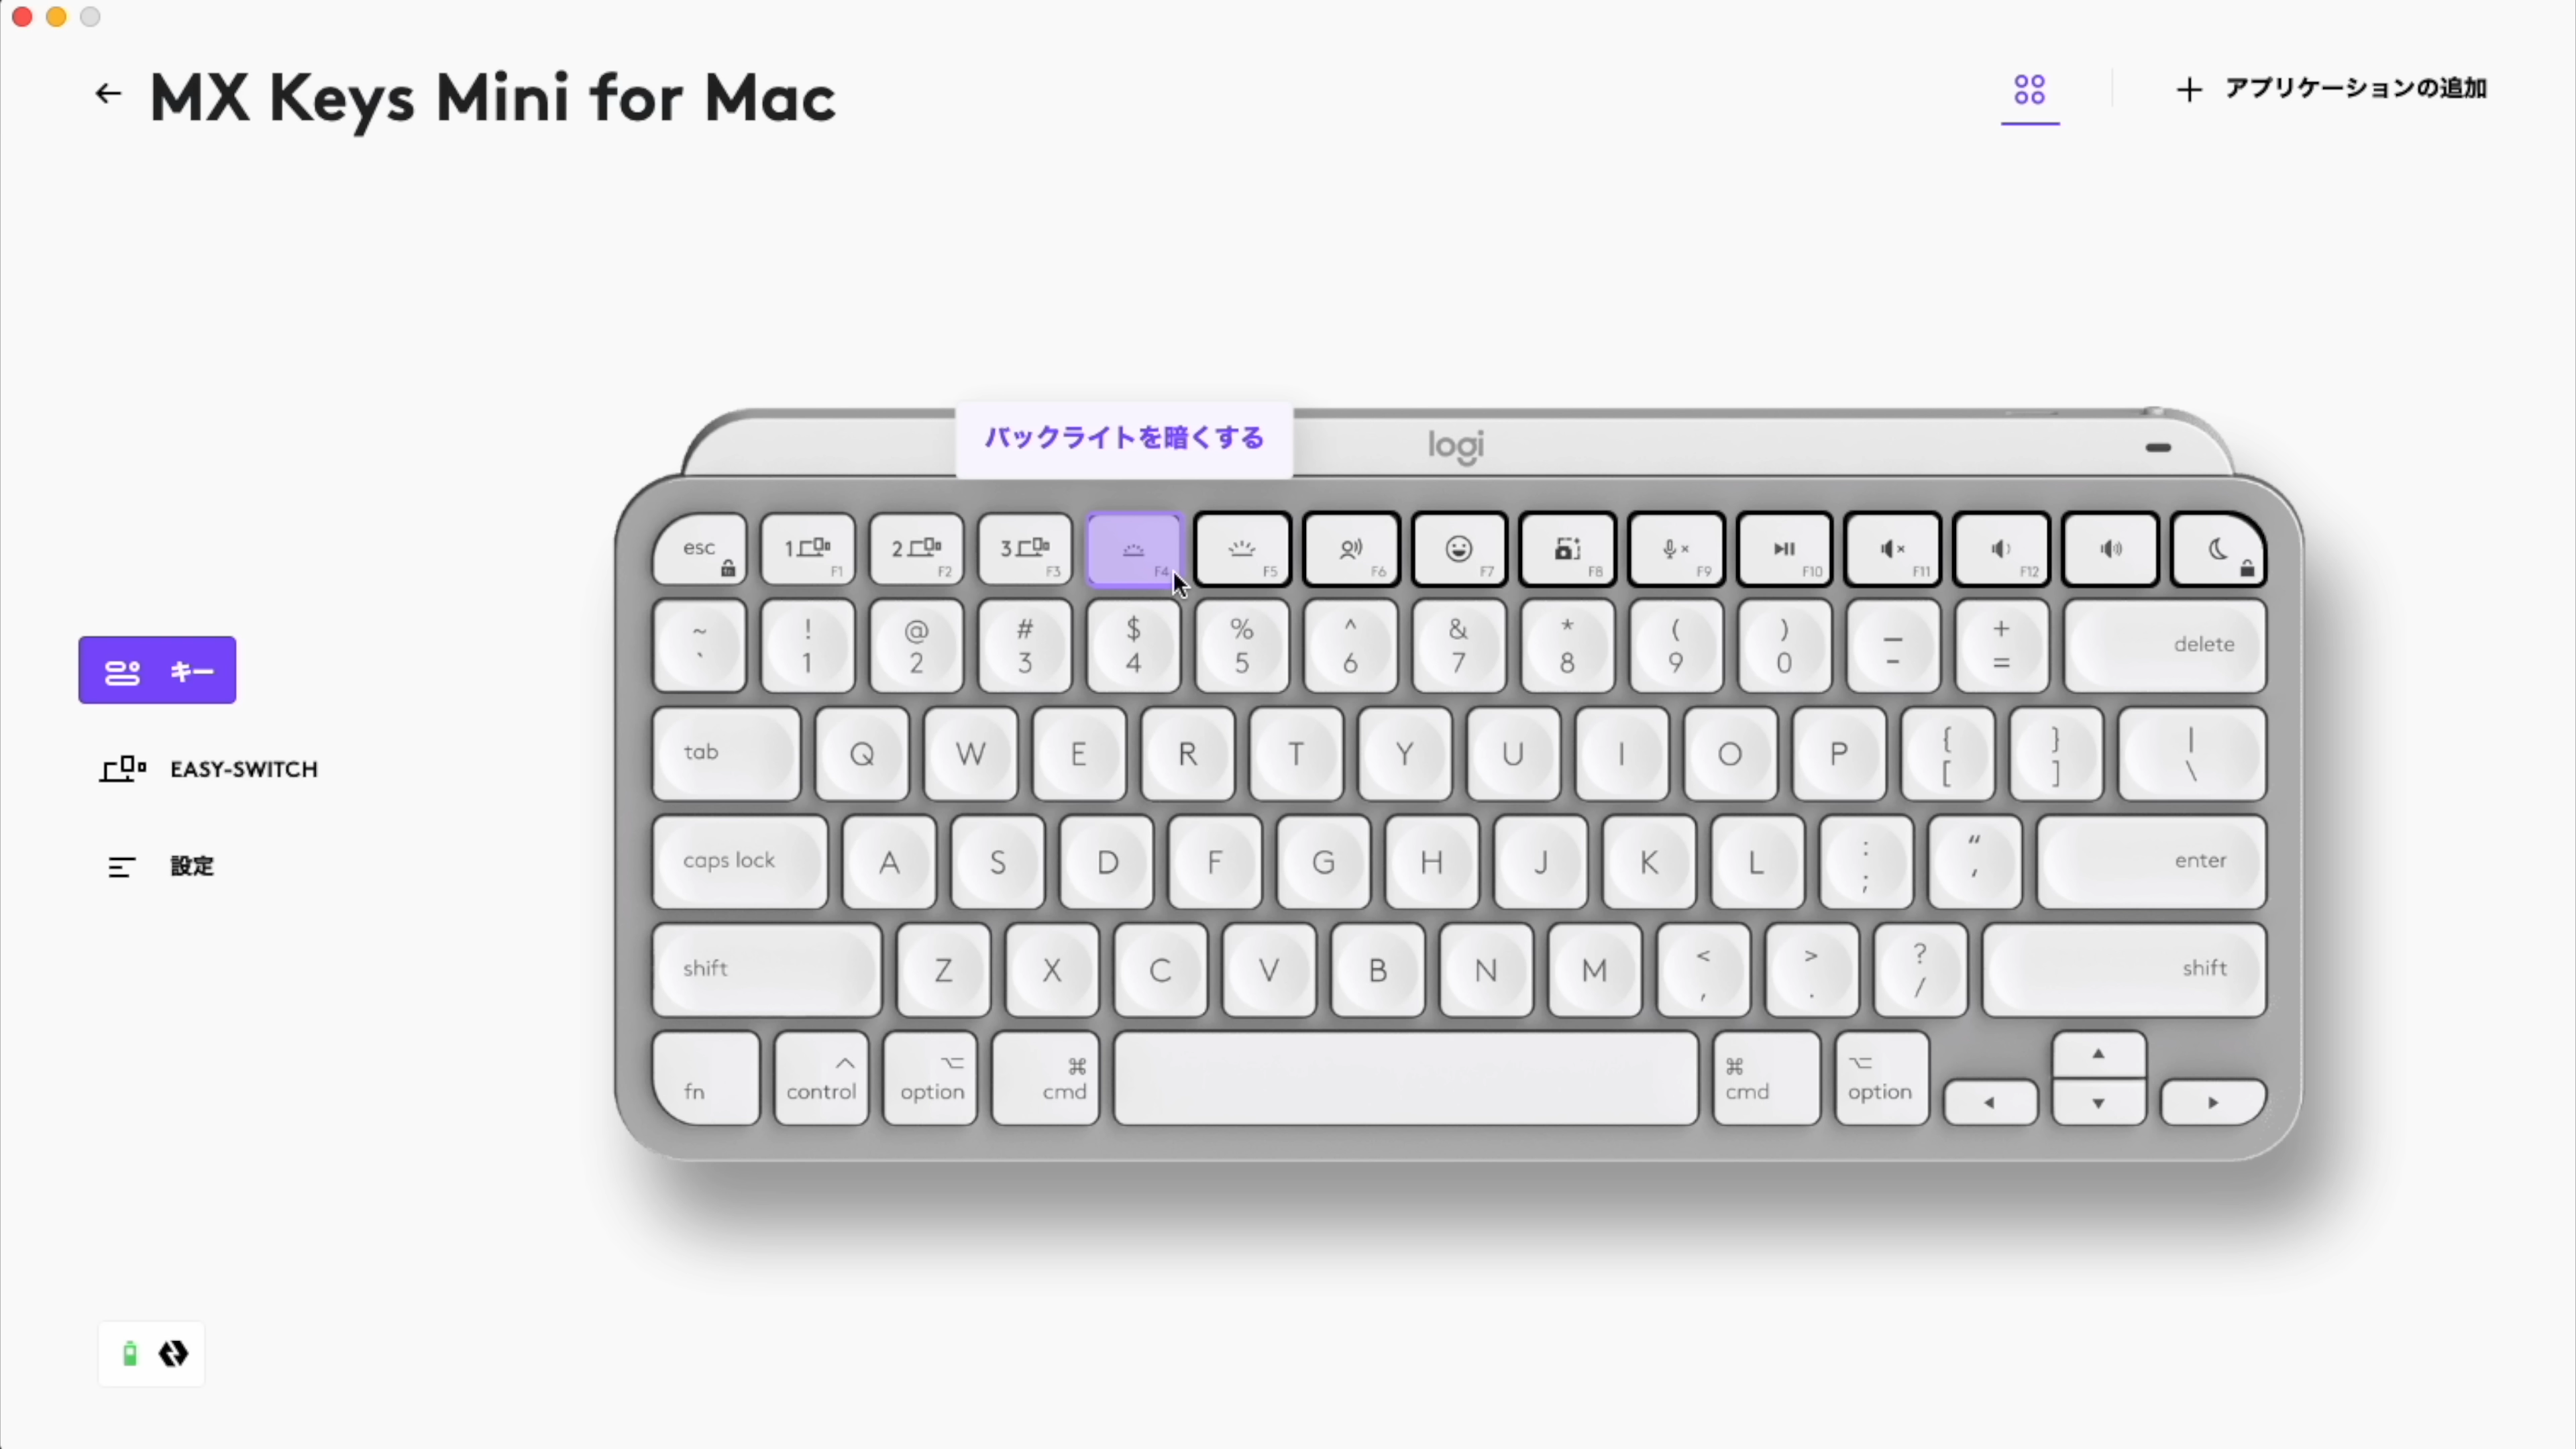 MX Keys Mini for Mac
アプリケーションの追加
バックライトを暗くする
logi
esc 1 F1 2 F2 3 F3 F4 F5 F6 F7 F8 F9 F10 F11 F12
~ ! @ # $ % ^ & * ( ) _ +
` 1 2 3 4 5 6 7 8 9 0 - = delete
キー
tab Q W E R T Y U I O P { [ } ] | \
EASY-SWITCH
caps lock A S D F G H J K L : ; “ ‘ enter
設定
shift Z X C V B N M < , > . ? / shift
fn control ⌥ option ⌘ cmd ⌘ cmd ⌥ option